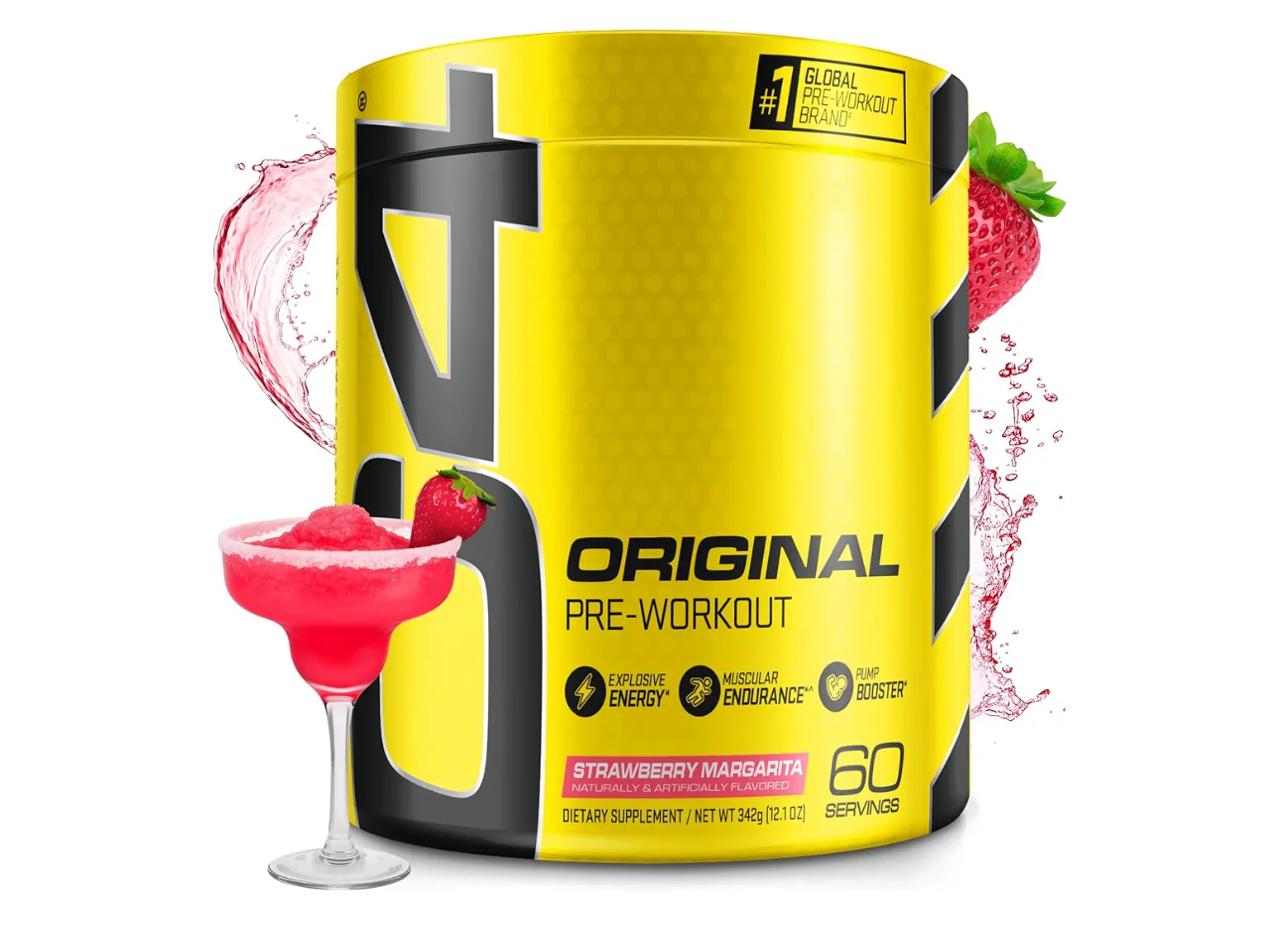 ®
#1 GLOBAL
PRE-WORKOUT
BRAND‡
C4
ORIGINAL
PRE-WORKOUT
EXPLOSIVE
ENERGY*
MUSCULAR
ENDURANCE*^
PUMP
BOOSTER*
STRAWBERRY MARGARITA
NATURALLY & ARTIFICIALLY FLAVORED
60
SERVINGS
DIETARY SUPPLEMENT / NET WT 342g (12.1 OZ)